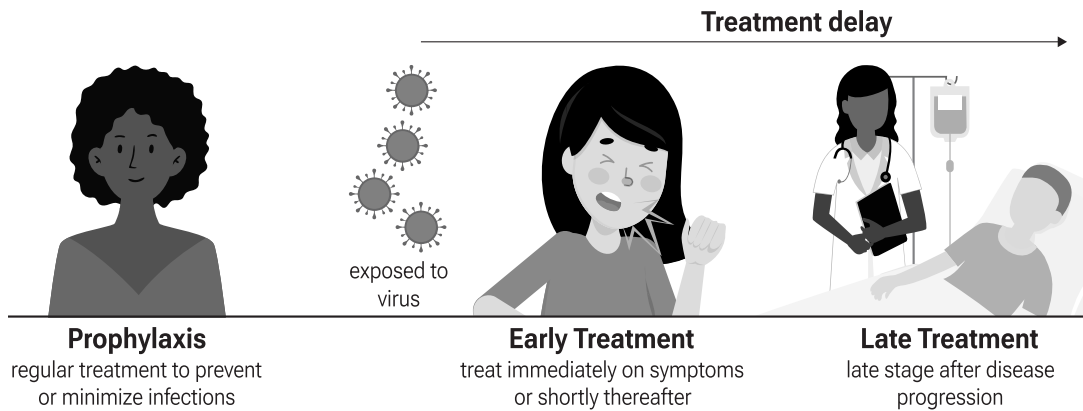 Treatment delay
exposed to
virus
Prophylaxis
regular treatment to prevent
or minimize infections
Early Treatment
treat immediately on symptoms
or shortly thereafter
Late Treatment
late stage after disease
progression